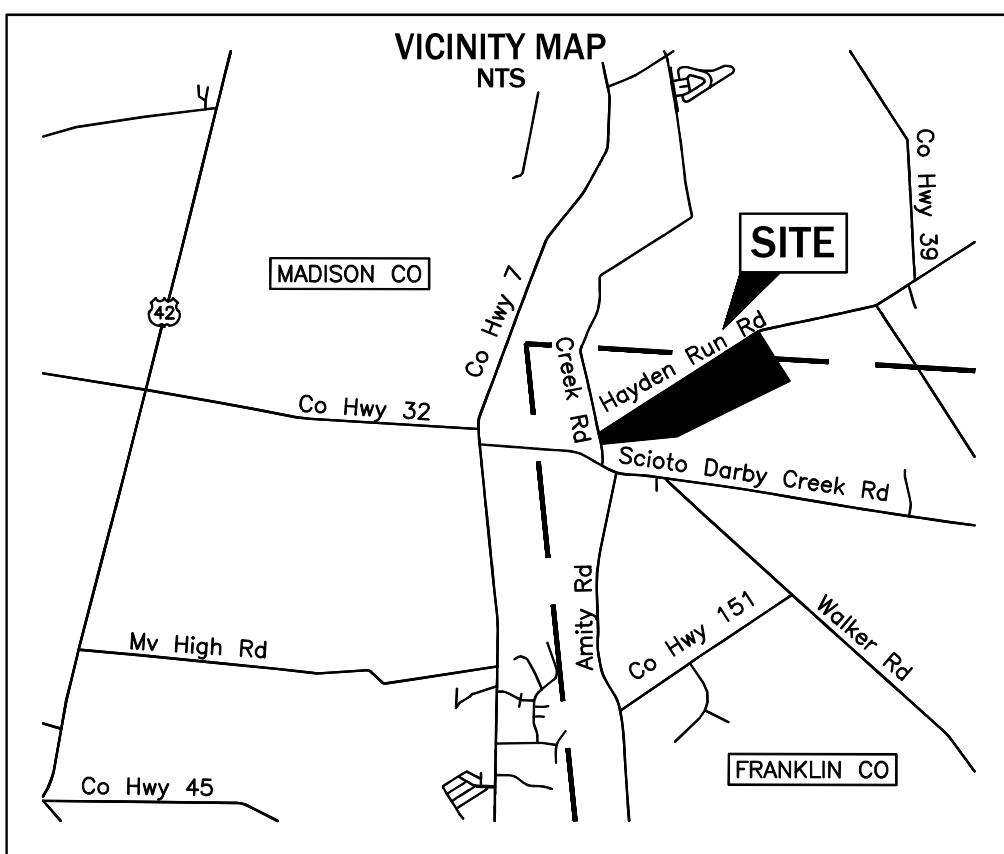 VICINITY MAP
NTS
Co Hwy 39
SITE
MADISON CO
Co Hwy 7
42
Hayden Run Rd
Creek Rd
Co Hwy 32
Scioto Darby Creek Rd
Amity Rd
Co Hwy 151
Walker Rd
Mv High Rd
FRANKLIN CO
Co Hwy 45